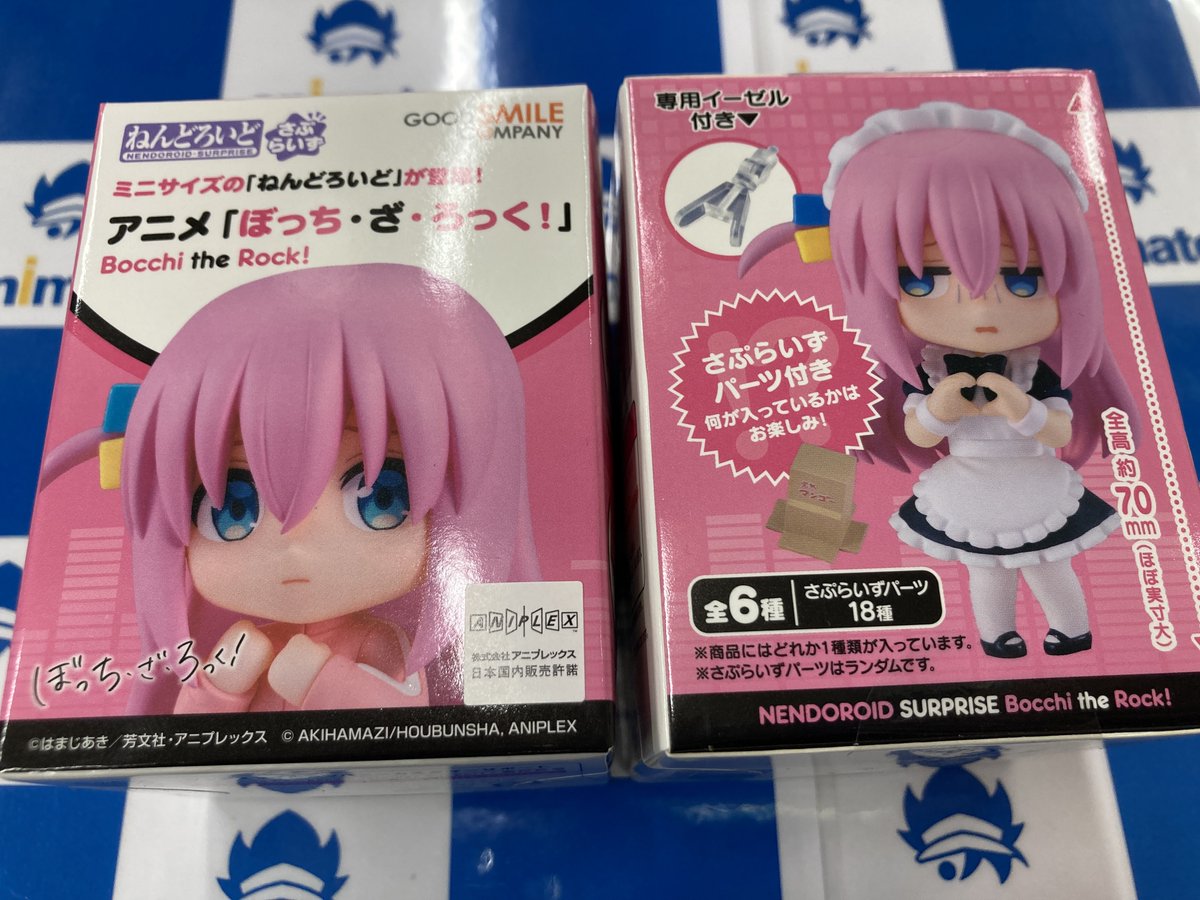 ねんどろいど
NENDOROID SURPRISE
さぷらいず
GOOD SMILE
COMPANY
ミニサイズの「ねんどろいど」が登場!
アニメ「ぼっち・ざ・ろっく!」
Bocchi the Rock!
ANIPLEX
株式会社アニプレックス
日本国内販売許諾
ぼっち・ざ・ろっく!
©はまじあき/芳文社・アニプレックス © AKIHAMAZI/HOUBUNSHA, ANIPLEX
専用イーゼル
付き▼
さぷらいず
パーツ付き
何が入っているかは
お楽しみ!
マンゴー
全高約70mm(ほぼ実寸大)
全6種
さぷらいずパーツ
18種
※商品にはどれか1種類が入っています。
※さぷらいずパーツはランダムです。
NENDOROID SURPRISE Bocchi the Rock!